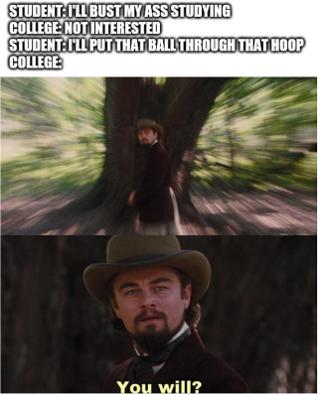 STUDENT: I'LL BUST MY ASS STUDYING
COLLEGE: NOT INTERESTED
STUDENT: I'LL PUT THAT BALL THROUGH THAT HOOP
COLLEGE:
You will?